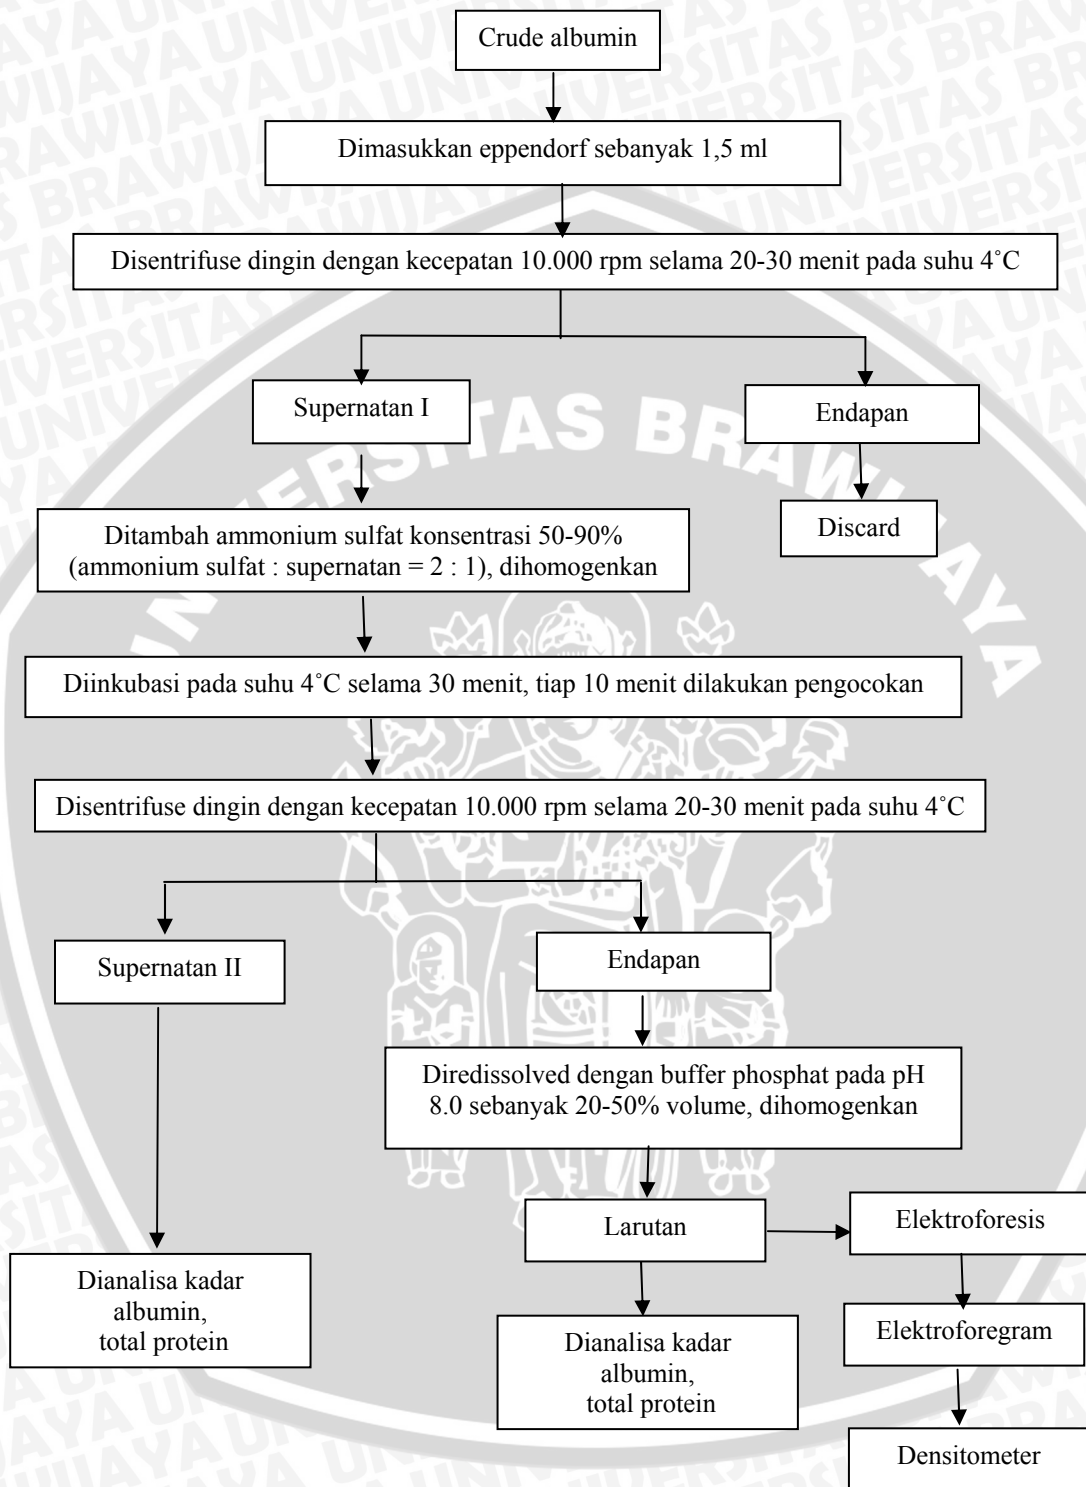 Crude albumin
Dimasukkan eppendorf sebanyak 1,5 ml
Disentrifuse dingin dengan kecepatan 10.000 rpm selama 20-30 menit pada suhu 4˚C
Supernatan I
Endapan
Ditambah ammonium sulfat konsentrasi 50-90%
(ammonium sulfat : supernatan = 2 : 1), dihomogenkan
Discard
Diinkubasi pada suhu 4˚C selama 30 menit, tiap 10 menit dilakukan pengocokan
Disentrifuse dingin dengan kecepatan 10.000 rpm selama 20-30 menit pada suhu 4˚C
Supernatan II
Endapan
Diredissolved dengan buffer phosphat pada pH
8.0 sebanyak 20-50% volume, dihomogenkan
Larutan
Elektroforesis
Dianalisa kadar
albumin,
total protein
Dianalisa kadar
albumin,
total protein
Elektroforegram
Densitometer
UNIVERSITAS BRAWIJAYA